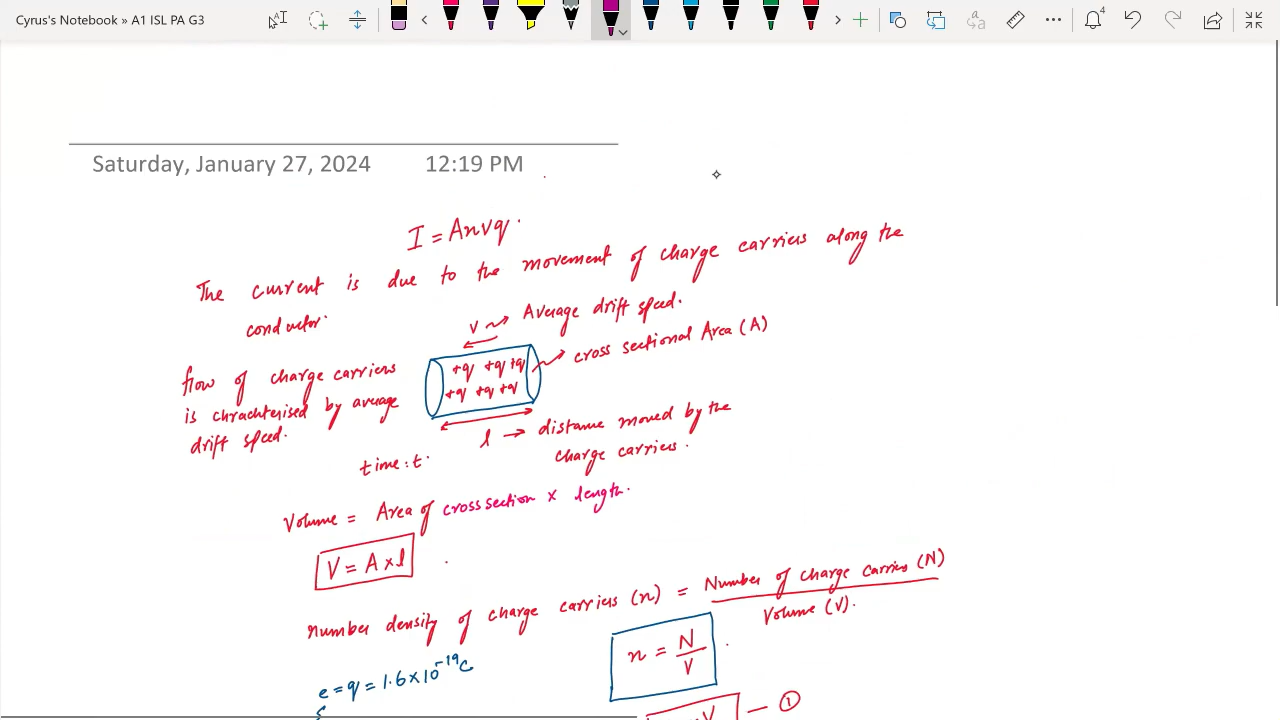 Cyrus's Notebook » A1 ISL PA G3
4
Saturday, January 27, 2024 12:19 PM
I = Anvq.
The current is due to the movement of charge carriers along the
conductor.
v → Average drift speed.
cross sectional Area (A)
flow of charge carriers
is chrachterised by average
drift speed.
+q +q +q
+q +q +q
l → distance moved by the
charge carriers.
time: t.
Volume = Area of cross section × length.
V = A × l
number density of charge carriers (n) = Number of charge carries (N)
Volume (V).
n = N
V
e = q = 1.6 × 10⁻¹⁹ C
V — ①